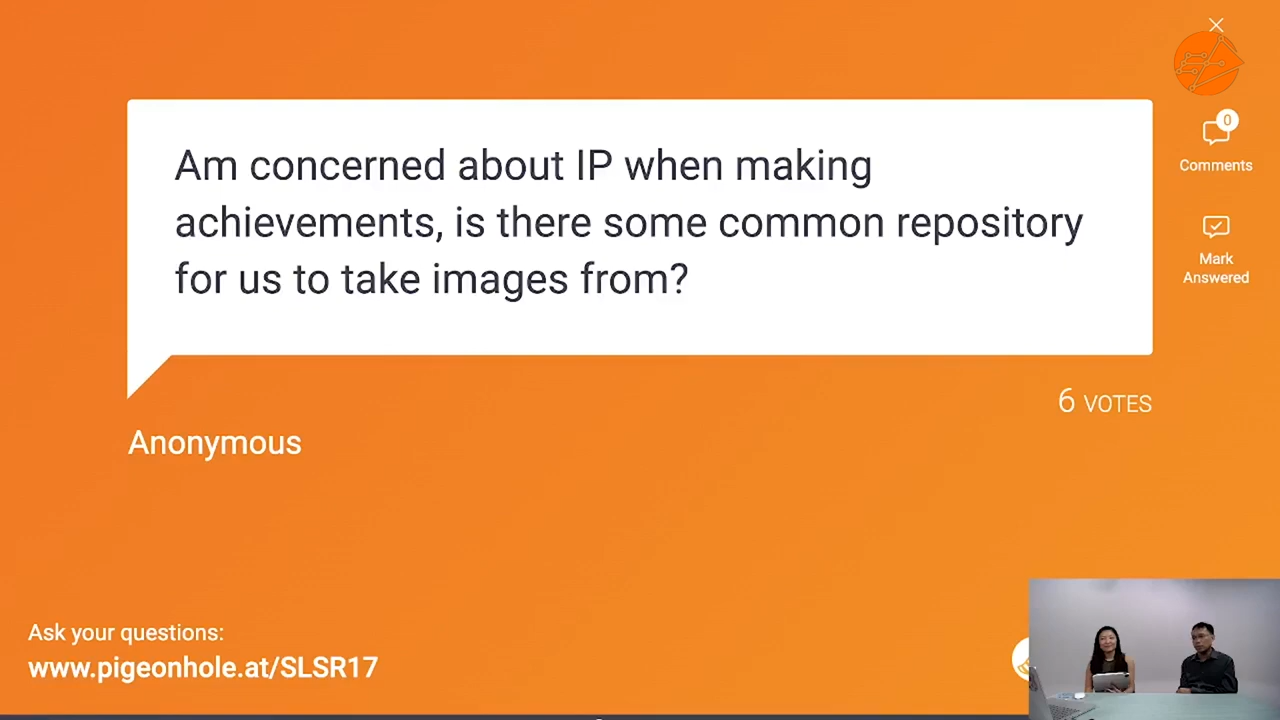 Am concerned about IP when making
achievements, is there some common repository
for us to take images from?
0
Comments
Mark
Answered
6 VOTES
Anonymous
Ask your questions:
www.pigeonhole.at/SLSR17